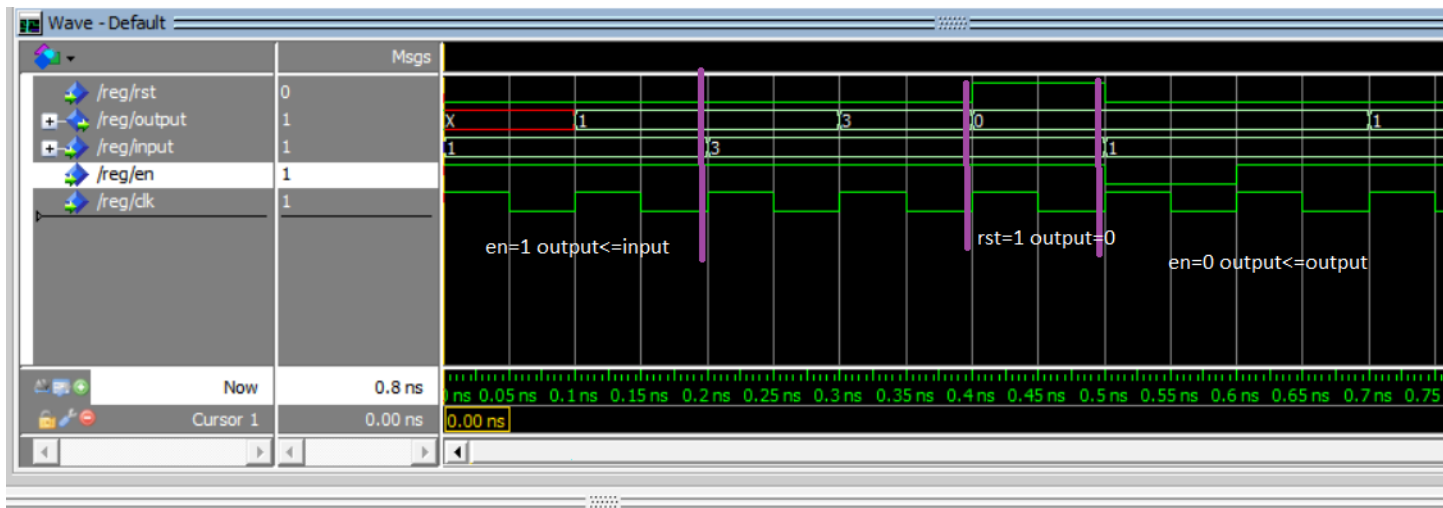 Wave - Default
Msgs
/reg/rst 0
/reg/output 1 X 1 3 0 1
/reg/input 1 1 3 1
/reg/en 1
/reg/clk 1
en=1 output<=input
rst=1 output=0
en=0 output<=output
Now 0.8 ns ns 0.05 ns 0.1 ns 0.15 ns 0.2 ns 0.25 ns 0.3 ns 0.35 ns 0.4 ns 0.45 ns 0.5 ns 0.55 ns 0.6 ns 0.65 ns 0.7 ns 0.75
Cursor 1 0.00 ns 0.00 ns